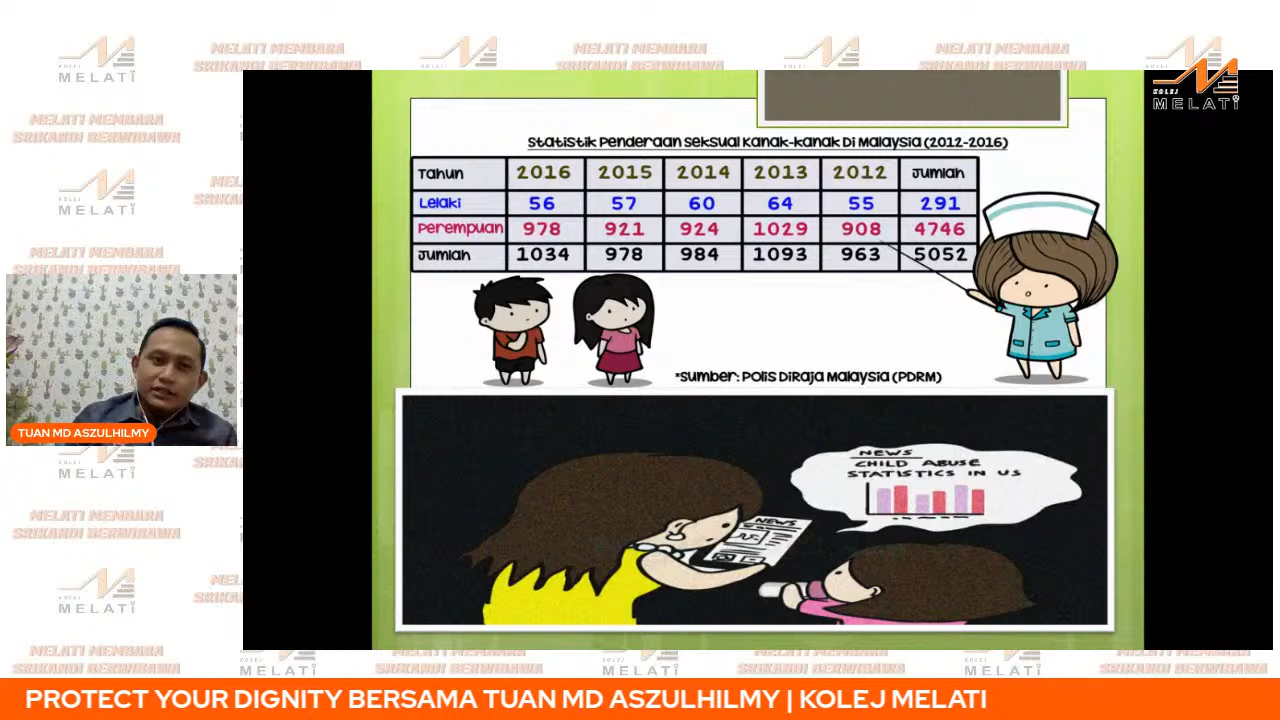 KOLEJ
MELATI
MELATI MEMBARA
SRIKANDI BERWIBAWA
Statistik Penderaan Seksual Kanak-kanak Di Malaysia (2012-2016)
Tahun 2016 2015 2014 2013 2012 Jumlah
Lelaki 56 57 60 64 55 291
Perempuan 978 921 924 1029 908 4746
Jumlah 1034 978 984 1093 963 5052
*Sumber: Polis DiRaja Malaysia (PDRM)
NEWS
CHILD ABUSE
STATISTICS IN US
NEWS
TUAN MD ASZULHILMY
PROTECT YOUR DIGNITY BERSAMA TUAN MD ASZULHILMY | KOLEJ MELATI